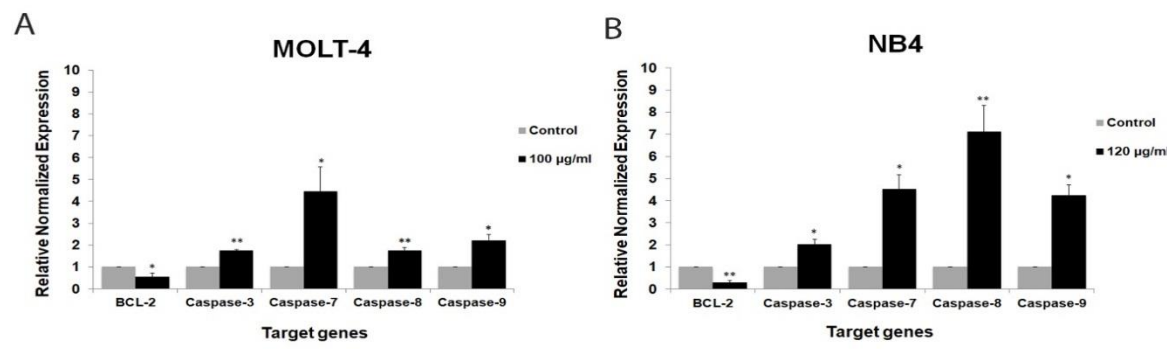 A
MOLT-4
Relative Normalized Expression
10
9
8
7
6
5
4
3
2
1
0
*
**
*
**
*
BCL-2 Caspase-3 Caspase-7 Caspase-8 Caspase-9
Target genes
Control
100 µg/ml
B
NB4
Relative Normalized Expression
10
9
8
7
6
5
4
3
2
1
0
**
*
*
**
*
BCL-2 Caspase-3 Caspase-7 Caspase-8 Caspase-9
Target genes
Control
120 µg/ml